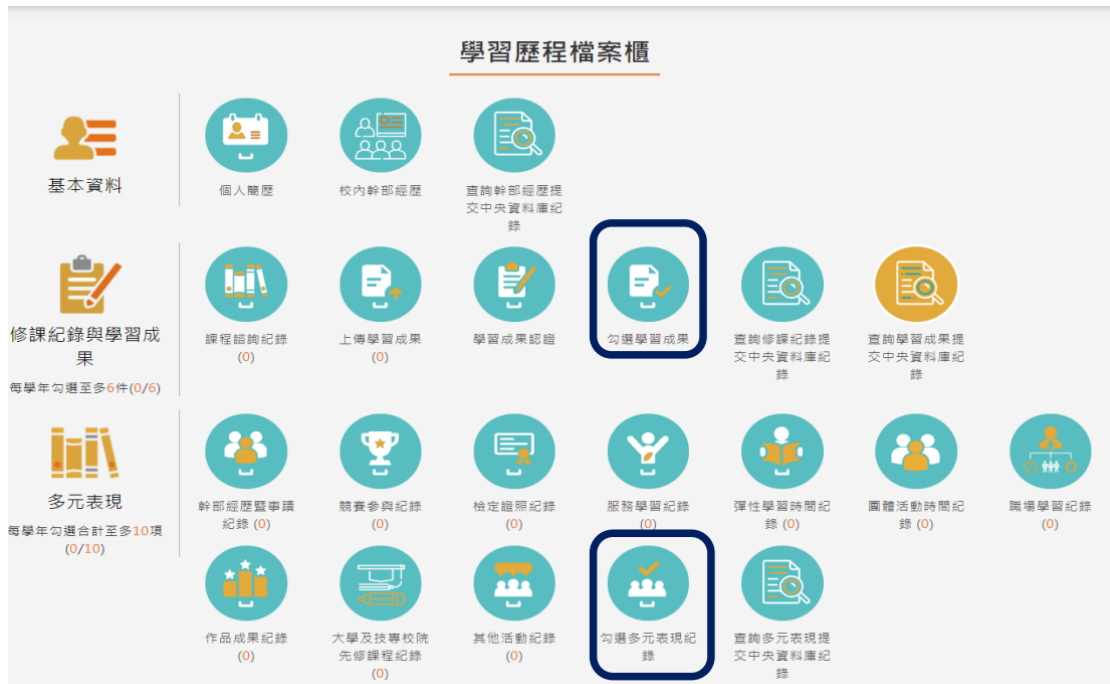 學習歷程檔案櫃
基本資料
個人簡歷
校內幹部經歷
查詢幹部經歷提
交中央資料庫紀
錄
修課紀錄與學習成
果
每學年勾選至多6件(0/6)
課程諮詢紀錄
(0)
上傳學習成果
(0)
學習成果認證
勾選學習成果
查詢修課紀錄提
交中央資料庫紀
錄
查詢學習成果提
交中央資料庫紀
錄
多元表現
每學年勾選合計至多10項
(0/10)
幹部經歷暨事蹟
紀錄 (0)
競賽參與紀錄
(0)
檢定證照紀錄
(0)
服務學習紀錄
(0)
彈性學習時間紀
錄 (0)
團體活動時間紀
錄 (0)
職場學習紀錄
(0)
作品成果紀錄
(0)
大學及技專校院
先修課程紀錄
(0)
其他活動紀錄
(0)
勾選多元表現紀
錄
查詢多元表現提
交中央資料庫紀
錄